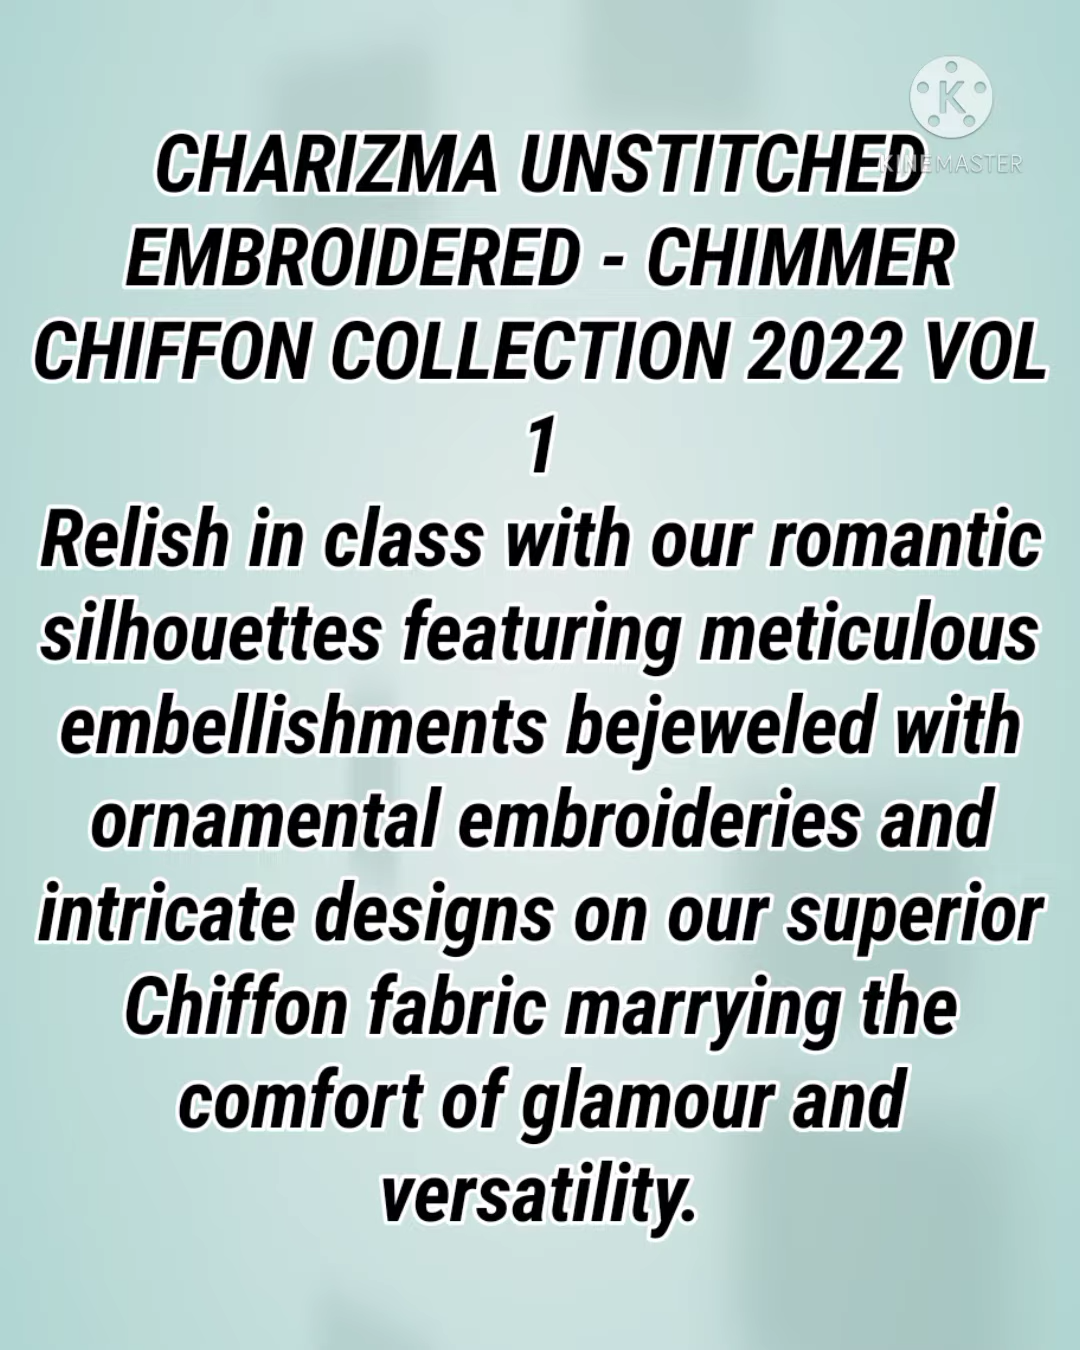 K
KINEMASTER
CHARIZMA UNSTITCHED
EMBROIDERED - CHIMMER
CHIFFON COLLECTION 2022 VOL
1
Relish in class with our romantic
silhouettes featuring meticulous
embellishments bejeweled with
ornamental embroideries and
intricate designs on our superior
Chiffon fabric marrying the
comfort of glamour and
versatility.